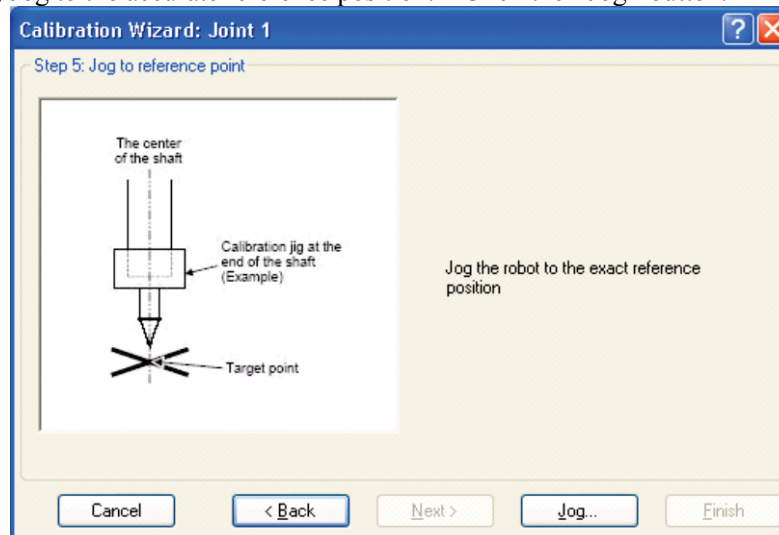 Calibration Wizard: Joint 1
Step 5: Jog to reference point
The center
of the shaft
Calibration jig at the
end of the shaft
(Example)
Target point
Jog the robot to the exact reference
position
Cancel
< Back
Next >
Jog...
Finish